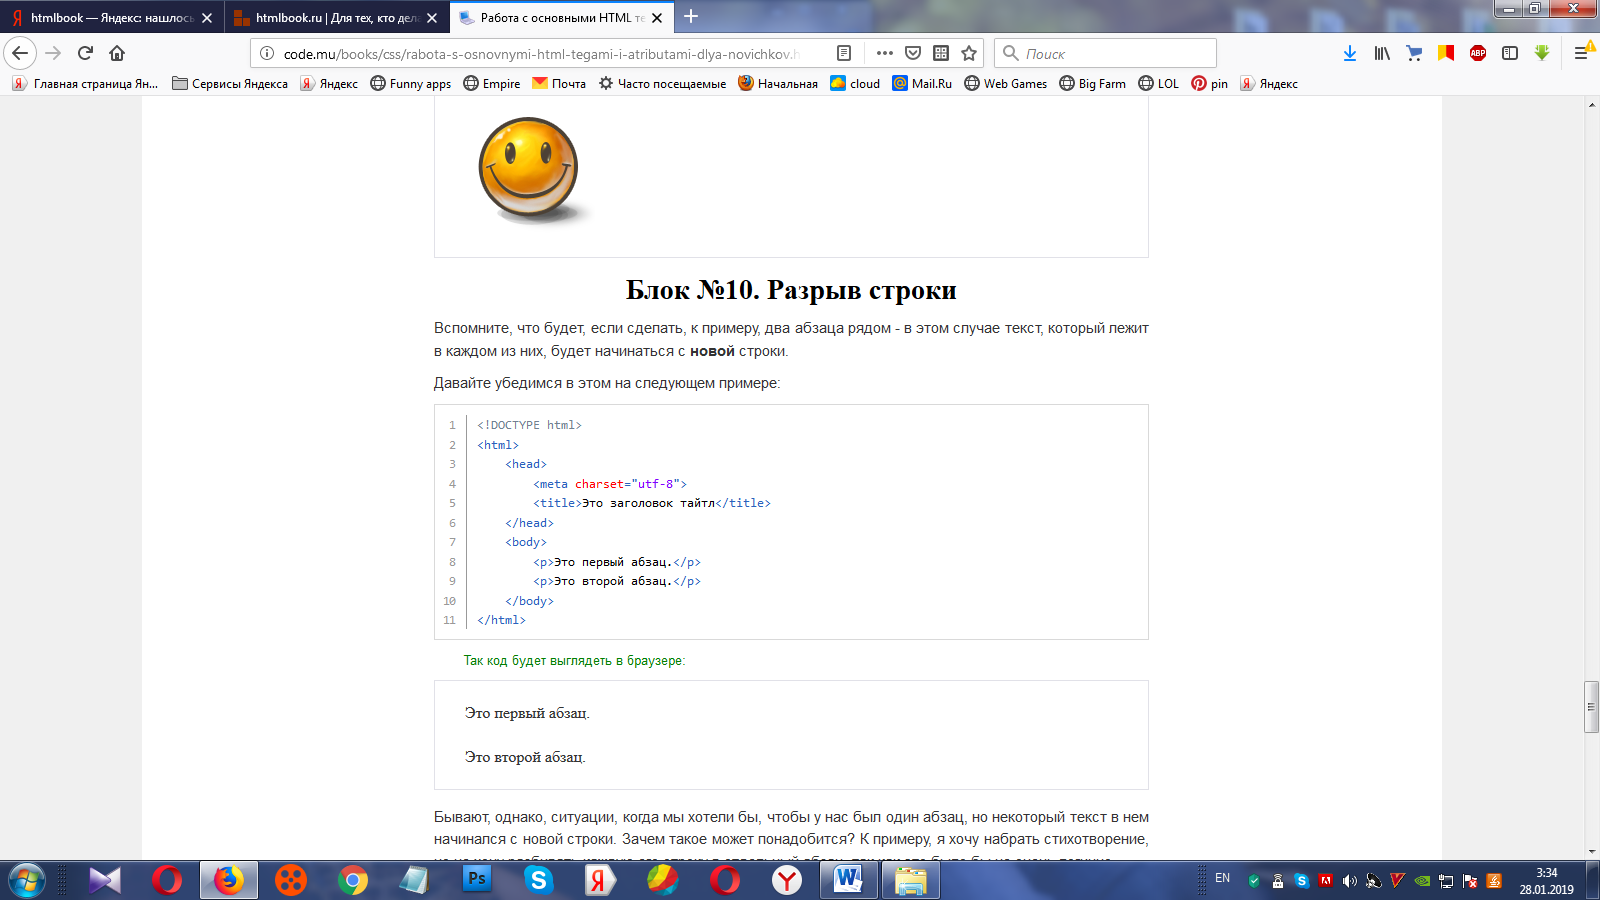 htmlbook — Яндекс: нашлось
htmlbook.ru | Для тех, кто дела
Работа с основными HTML те
code.mu/books/css/rabota-s-osnovnymi-html-tegami-i-atributami-dlya-novichkov.h
Поиск
ABP
Главная страница Ян...
Сервисы Яндекса
Яндекс
Funny apps
Empire
Почта
Часто посещаемые
Начальная
cloud
Mail.Ru
Web Games
Big Farm
LOL
pin
Яндекс
Блок №10. Разрыв строки
Вспомните, что будет, если сделать, к примеру, два абзаца рядом - в этом случае текст, который лежит
в каждом из них, будет начинаться с новой строки.
Давайте убедимся в этом на следующем примере:
1 <!DOCTYPE html>
2 <html>
3 <head>
4 <meta charset="utf-8">
5 <title>Это заголовок тайтл</title>
6 </head>
7 <body>
8 <p>Это первый абзац.</p>
9 <p>Это второй абзац.</p>
10 </body>
11 </html>
Так код будет выглядеть в браузере:
Это первый абзац.
Это второй абзац.
Бывают, однако, ситуации, когда мы хотели бы, чтобы у нас был один абзац, но некоторый текст в нем
начинался с новой строки. Зачем такое может понадобится? К примеру, я хочу набрать стихотворение,
Ps
EN
3:34
28.01.2019